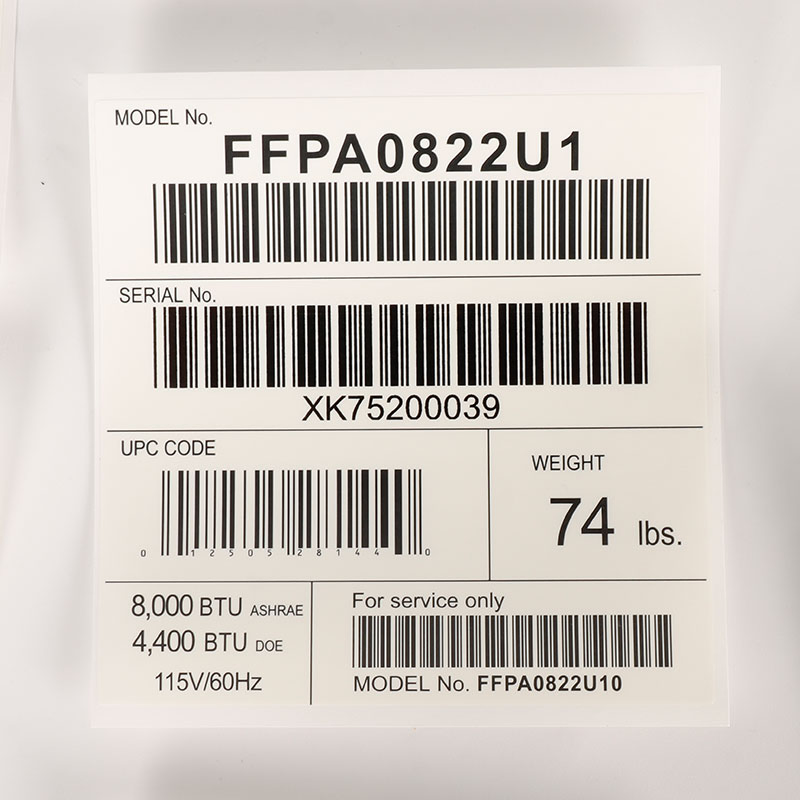 MODEL No.
FFPA0822U1
SERIAL No.
XK75200039
UPC CODE
0 12505 28144 0
WEIGHT
74 lbs.
8,000 BTU ASHRAE
4,400 BTU DOE
115V/60Hz
For service only
MODEL No. FFPA0822U10